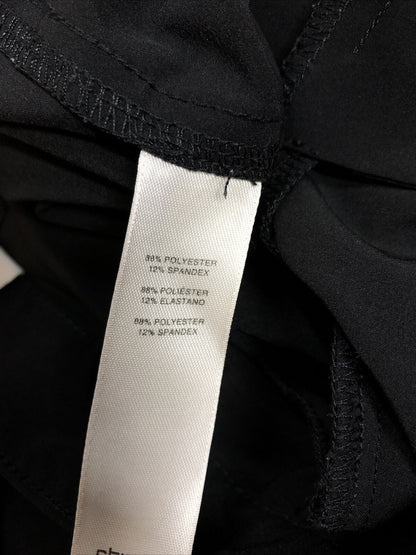 88% POLYESTER
12% SPANDEX
88% POLIÉSTER
12% ELASTANO
88% POLYESTER
12% SPANDEX